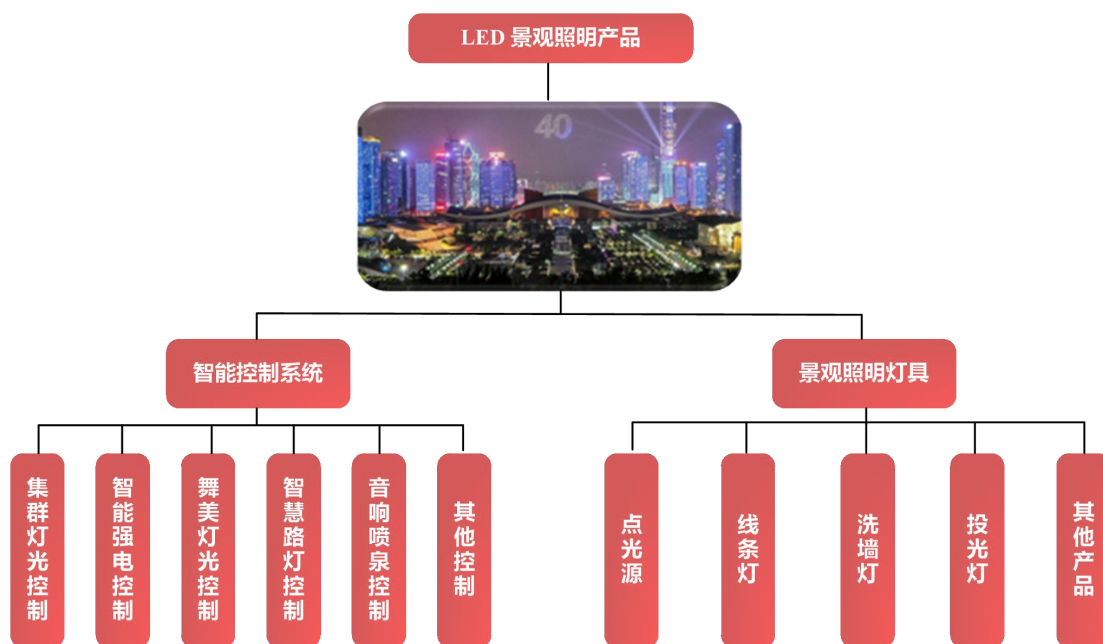 LED 景观照明产品
40
智能控制系统
景观照明灯具
集群灯光控制
智能强电控制
舞美灯光控制
智慧路灯控制
音响喷泉控制
其他控制
点光源
线条灯
洗墙灯
投光灯
其他产品